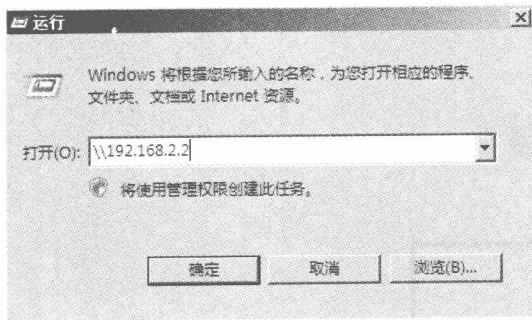 运行
Windows 将根据您所输入的名称，为您打开相应的程序、
文件夹、文档或 Internet 资源。
打开(O): \\192.168.2.2
将使用管理权限创建此任务。
确定 取消 浏览(B)...